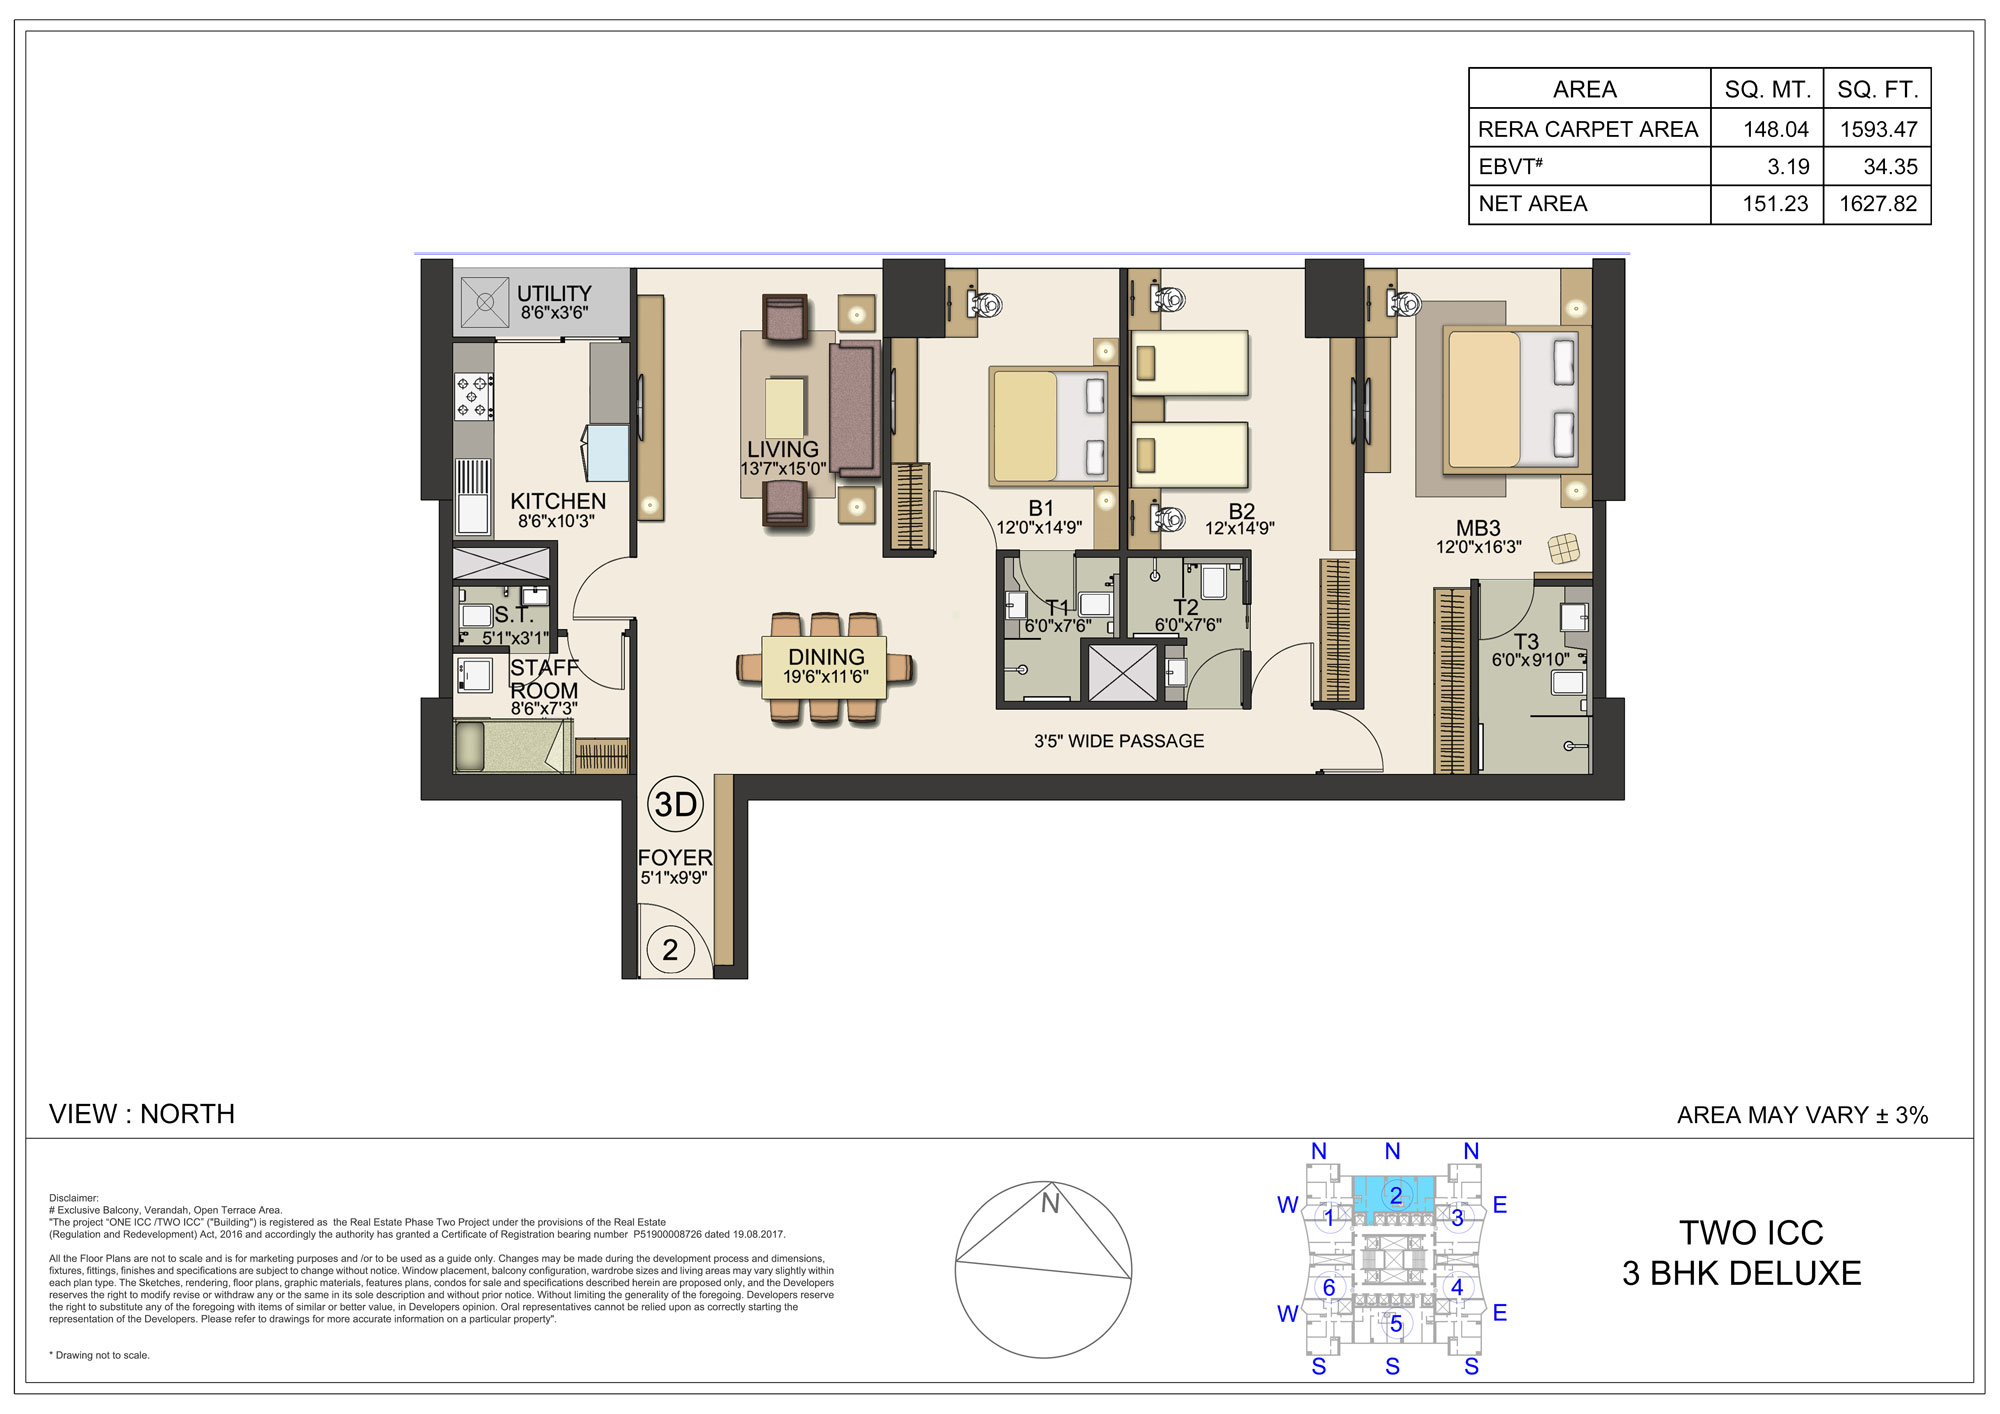 AREA SQ. MT. SQ. FT.
RERA CARPET AREA 148.04 1593.47
EBVT# 3.19 34.35
NET AREA 151.23 1627.82
UTILITY
8'6"x3'6"
KITCHEN
8'6"x10'3"
LIVING
13'7"x15'0"
B1
12'0"x14'9"
B2
12'x14'9"
MB3
12'0"x16'3"
S.T.
5'1"x3'1"
STAFF
ROOM
8'6"x7'3"
DINING
19'6"x11'6"
T1
6'0"x7'6"
T2
6'0"x7'6"
T3
6'0"x9'10"
3'5" WIDE PASSAGE
3D
FOYER
5'1"x9'9"
2
VIEW : NORTH
AREA MAY VARY ± 3%
Disclaimer:
# Exclusive Balcony, Verandah, Open Terrace Area.
"The project "ONE ICC /TWO ICC" ("Building") is registered as the Real Estate Phase Two Project under the provisions of the Real Estate
(Regulation and Redevelopment) Act, 2016 and accordingly the authority has granted a Certificate of Registration bearing number P51900008726 dated 19.08.2017.
All the Floor Plans are not to scale and is for marketing purposes and /or to be used as a guide only. Changes may be made during the development process and dimensions,
fixtures, fittings, finishes and specifications are subject to change without notice. Window placement, balcony configuration, wardrobe sizes and living areas may vary slightly within
each plan type. The Sketches, rendering, floor plans, graphic materials, features plans, condos for sale and specifications described herein are proposed only, and the Developers
reserves the right to modify revise or withdraw any or the same in its sole description and without prior notice. Without limiting the generality of the foregoing. Developers reserve
the right to substitute any of the foregoing with items of similar or better value, in Developers opinion. Oral representatives cannot be relied upon as correctly starting the
representation of the Developers. Please refer to drawings for more accurate information on a particular property".
* Drawing not to scale.
N
N N N
W 1 2 3 E
6 4
W 5 E
S S S
TWO ICC
3 BHK DELUXE